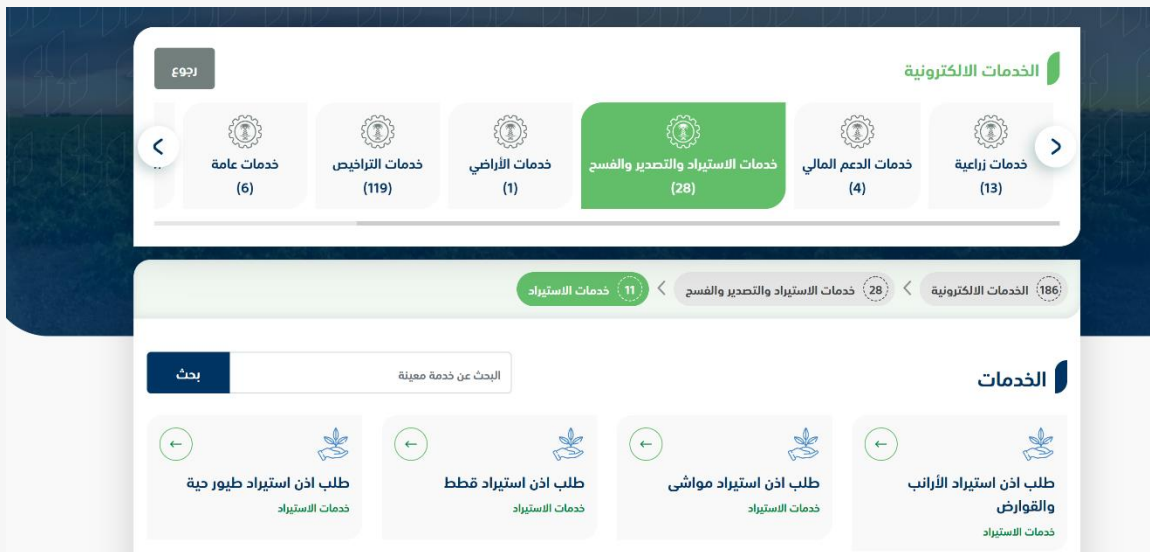 الخدمات الالكترونية
رجوع
خدمات زراعية
(13)
خدمات الدعم المالي
(4)
خدمات الاستيراد والتصدير والفسح
(28)
خدمات الأراضي
(1)
خدمات التراخيص
(119)
خدمات عامة
(6)
186 الخدمات الالكترونية
28 خدمات الاستيراد والتصدير والفسح
11 خدمات الاستيراد
الخدمات
البحث عن خدمة معينة
بحث
طلب اذن استيراد الأرانب
والقوارض
خدمات الاستيراد
طلب اذن استيراد مواشى
خدمات الاستيراد
طلب اذن استيراد قطط
خدمات الاستيراد
طلب اذن استيراد طيور حية
خدمات الاستيراد